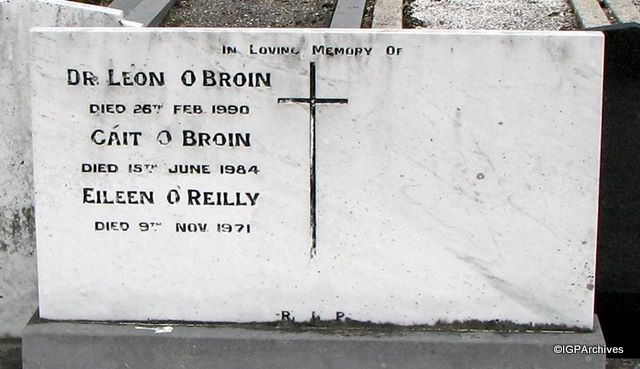 IN LOVING MEMORY OF
DR. LÉON O'BROIN
DIED 26TH FEB. 1990
CÁIT O BROIN
DIED 15TH JUNE 1984
EILEEN O'REILLY
DIED 9TH NOV. 1971
R. I. P.
©IGPArchives